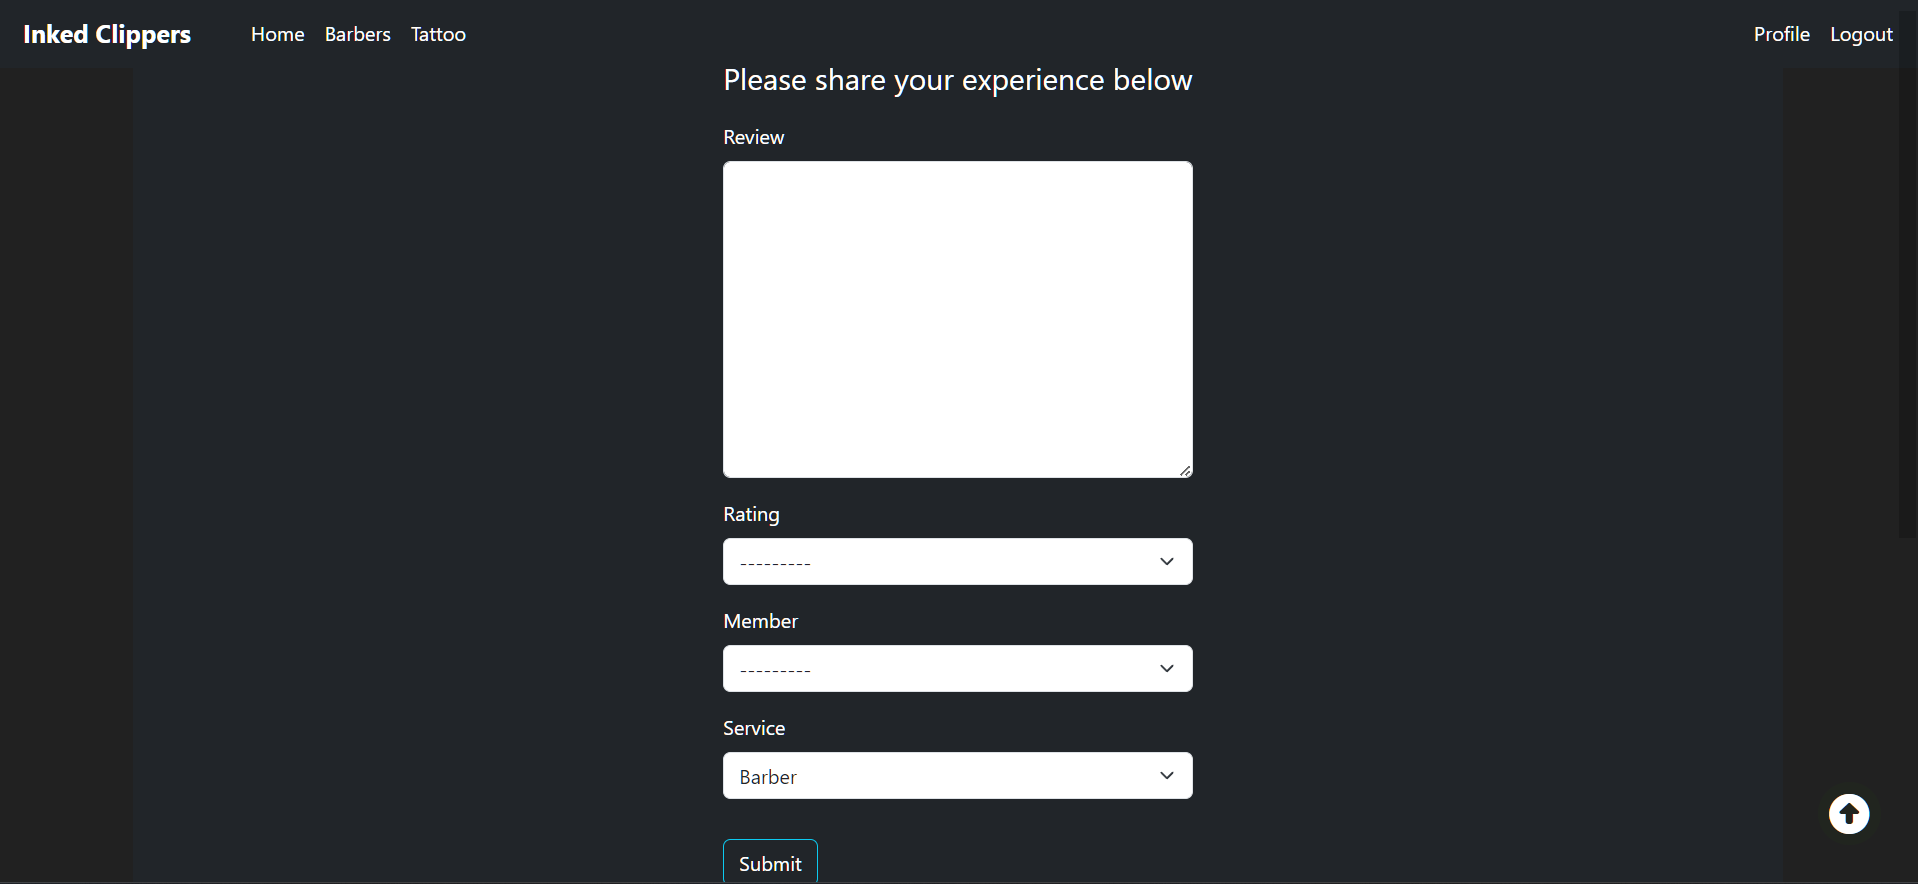 Inked Clippers Home Barbers Tattoo Profile Logout
Please share your experience below
Review
Rating
---------
Member
---------
Service
Barber
Submit